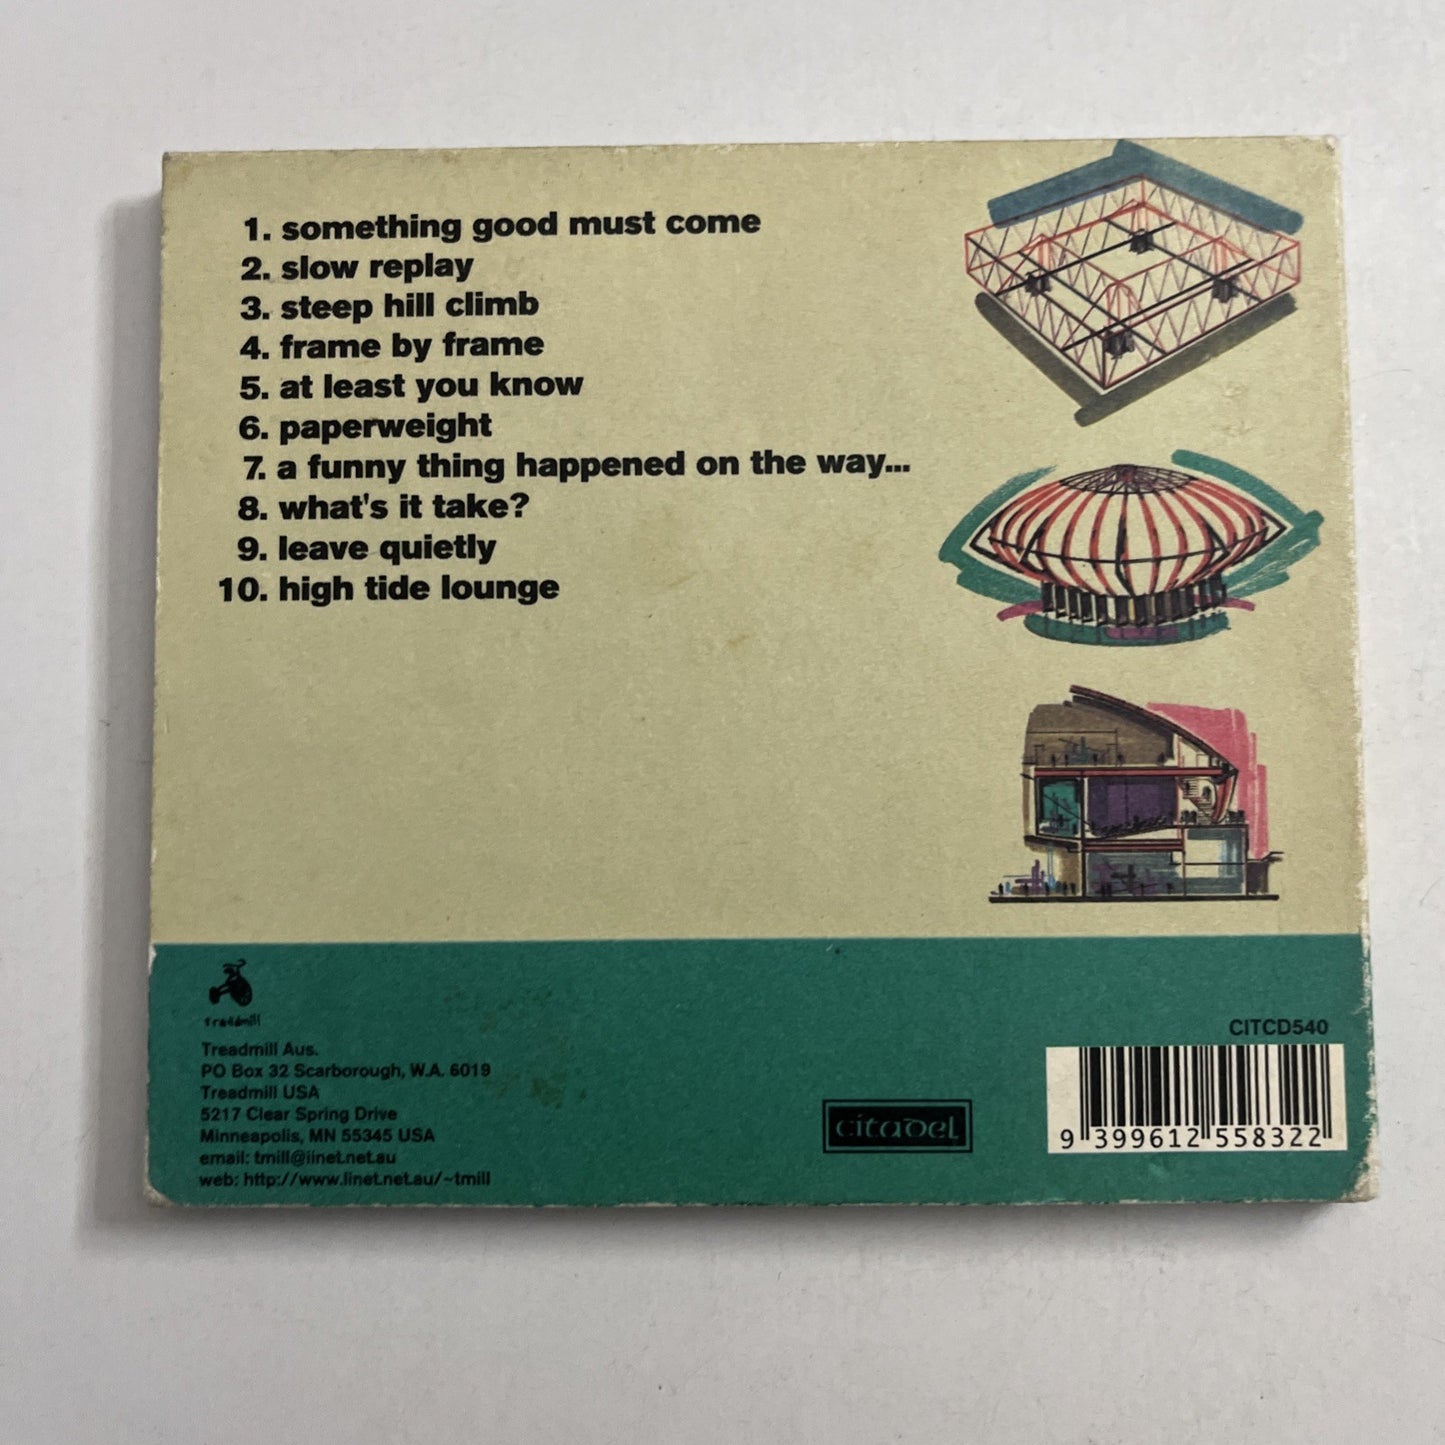 1. something good must come
2. slow replay
3. steep hill climb
4. frame by frame
5. at least you know
6. paperweight
7. a funny thing happened on the way...
8. what's it take?
9. leave quietly
10. high tide lounge
treadmill
Treadmill Aus.
PO Box 32 Scarborough, W.A. 6019
Treadmill USA
5217 Clear Spring Drive
Minneapolis, MN 55345 USA
email: tmill@iinet.net.au
web: http://www.iinet.net.au/~tmill
citadel
CITCD540
9 399612 558322